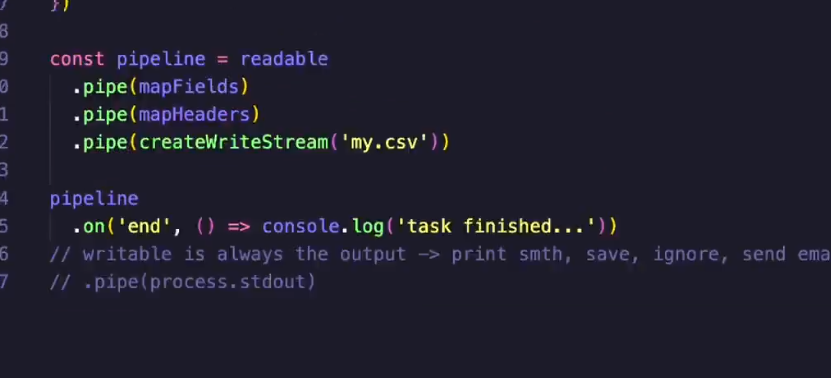 7 })
8
9 const pipeline = readable
0 .pipe(mapFields)
1 .pipe(mapHeaders)
2 .pipe(createWriteStream('my.csv'))
3
4 pipeline
5 .on('end', () => console.log('task finished...'))
6 // writable is always the output -> print smth, save, ignore, send ema
7 // .pipe(process.stdout)